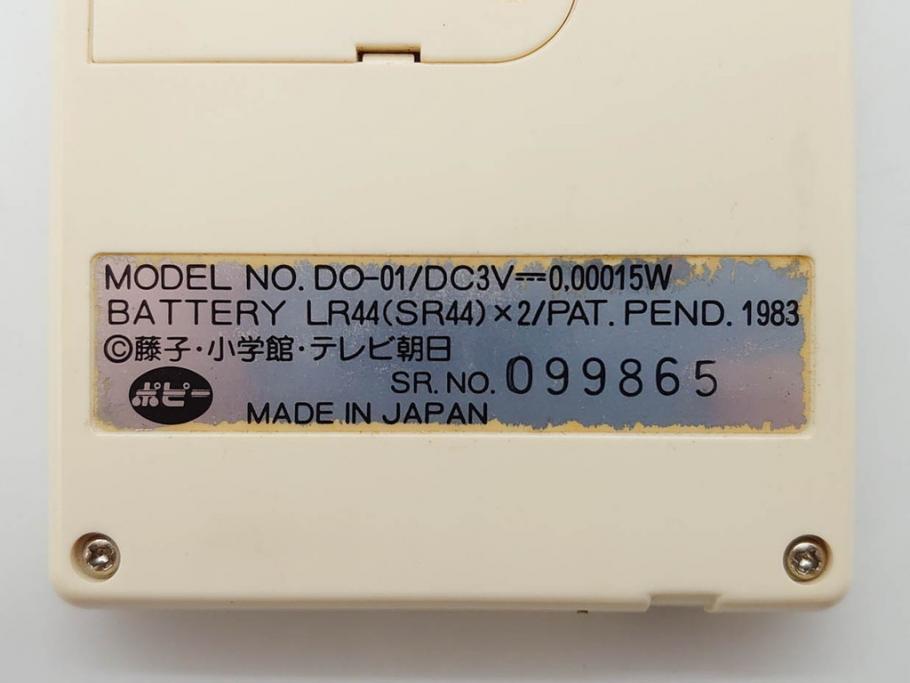 MODEL NO. DO-01/DC3V⎓0,00015W
BATTERY LR44(SR44)×2/PAT. PEND. 1983
©藤子・小学館・テレビ朝日
SR. NO. 099865
ポピー
MADE IN JAPAN